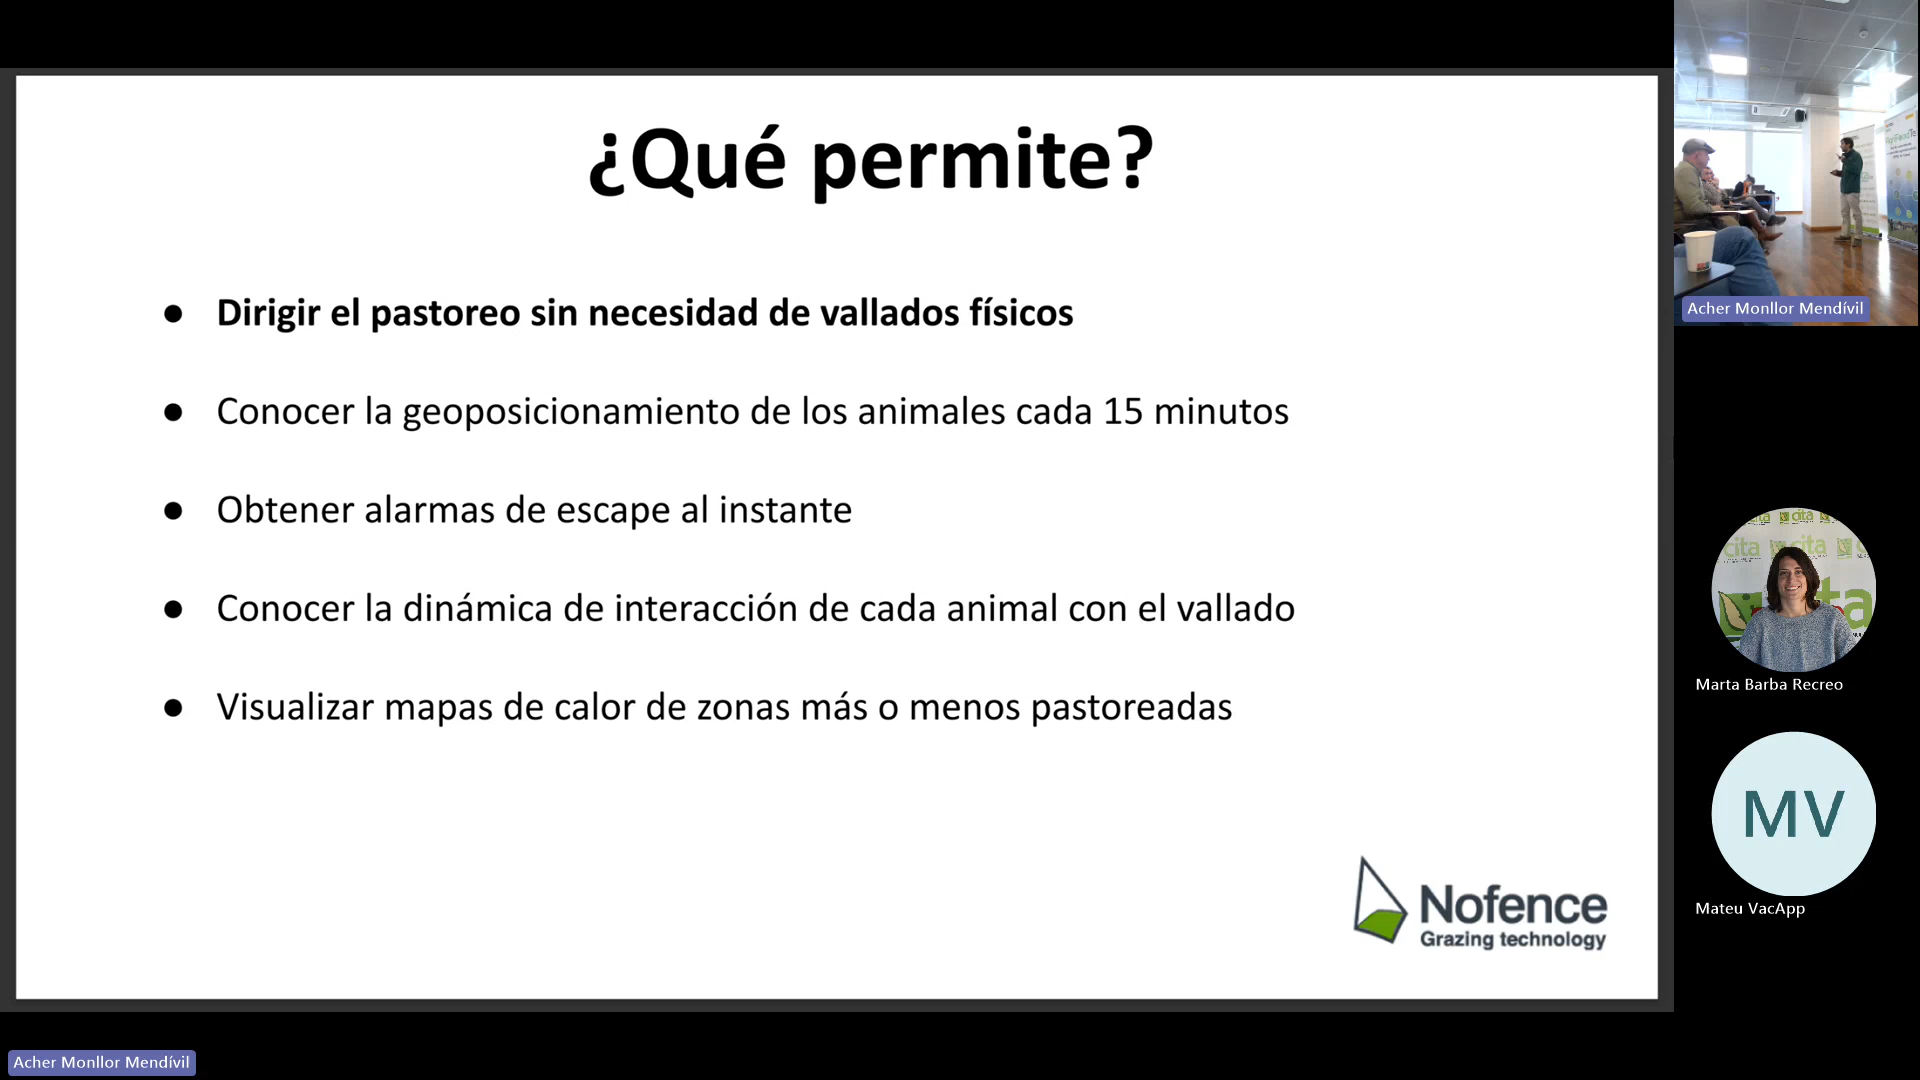 ¿Qué permite?
● Dirigir el pastoreo sin necesidad de vallados físicos
● Conocer la geoposicionamiento de los animales cada 15 minutos
● Obtener alarmas de escape al instante
● Conocer la dinámica de interacción de cada animal con el vallado
● Visualizar mapas de calor de zonas más o menos pastoreadas
Nofence
Grazing technology
Acher Monllor Mendívil
cita
Marta Barba Recreo
MV
Mateu VacApp
Acher Monllor Mendívil